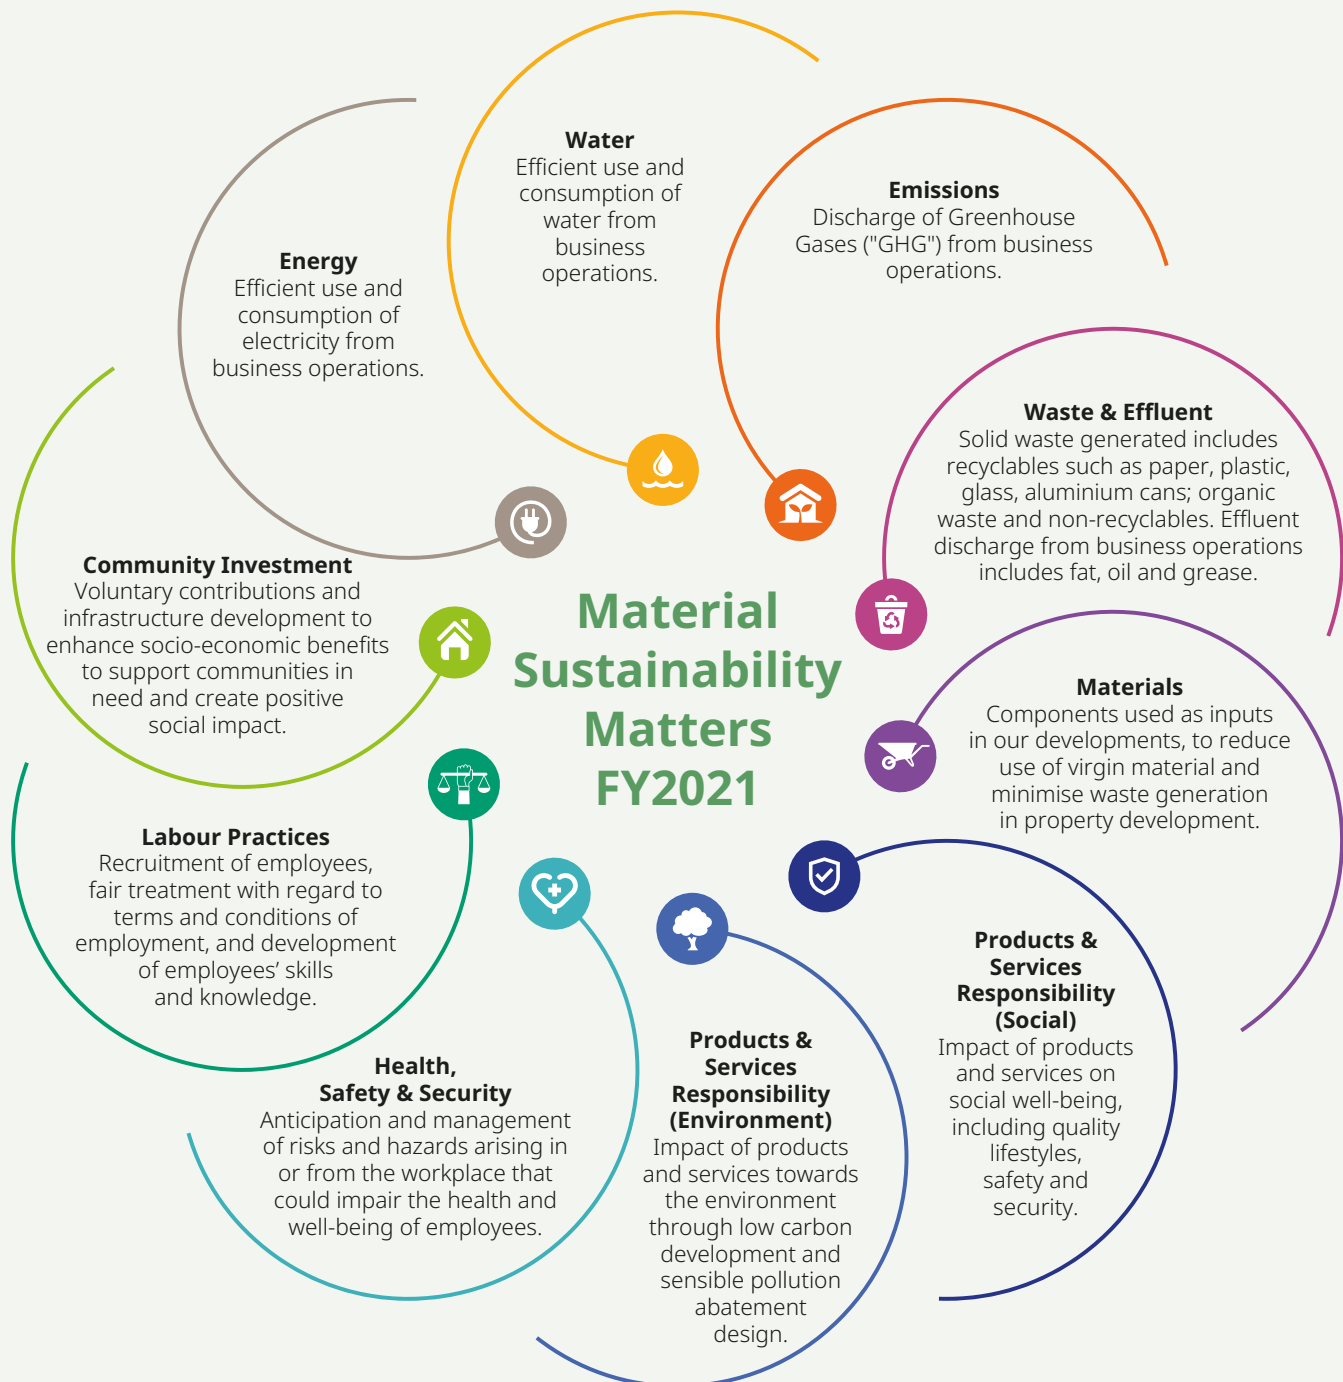 Water
Efficient use and
consumption of
water from
business
operations.
Emissions
Discharge of Greenhouse
Gases ("GHG") from business
operations.
Energy
Efficient use and
consumption of
electricity from
business operations.
Waste & Effluent
Solid waste generated includes
recyclables such as paper, plastic,
glass, aluminium cans; organic
waste and non-recyclables. Effluent
discharge from business operations
includes fat, oil and grease.
Community Investment
Voluntary contributions and
infrastructure development to
enhance socio-economic benefits
to support communities in
need and create positive
social impact.
Material
Sustainability
Matters
FY2021
Materials
Components used as inputs
in our developments, to reduce
use of virgin material and
minimise waste generation
in property development.
Labour Practices
Recruitment of employees,
fair treatment with regard to
terms and conditions of
employment, and development
of employees’ skills
and knowledge.
Products &
Services
Responsibility
(Social)
Impact of products
and services on
social well-being,
including quality
lifestyles,
safety and
security.
Health,
Safety & Security
Anticipation and management
of risks and hazards arising in
or from the workplace that
could impair the health and
well-being of employees.
Products &
Services
Responsibility
(Environment)
Impact of products
and services towards
the environment
through low carbon
development and
sensible pollution
abatement
design.